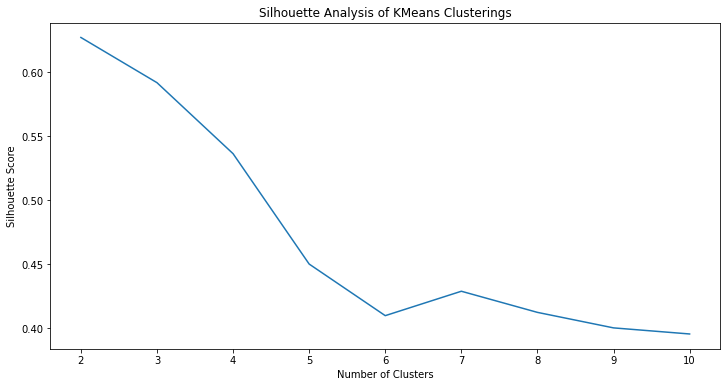 Silhouette Analysis of KMeans Clusterings
0.60
0.55
0.50
0.45
0.40
Silhouette Score
2 3 4 5 6 7 8 9 10
Number of Clusters